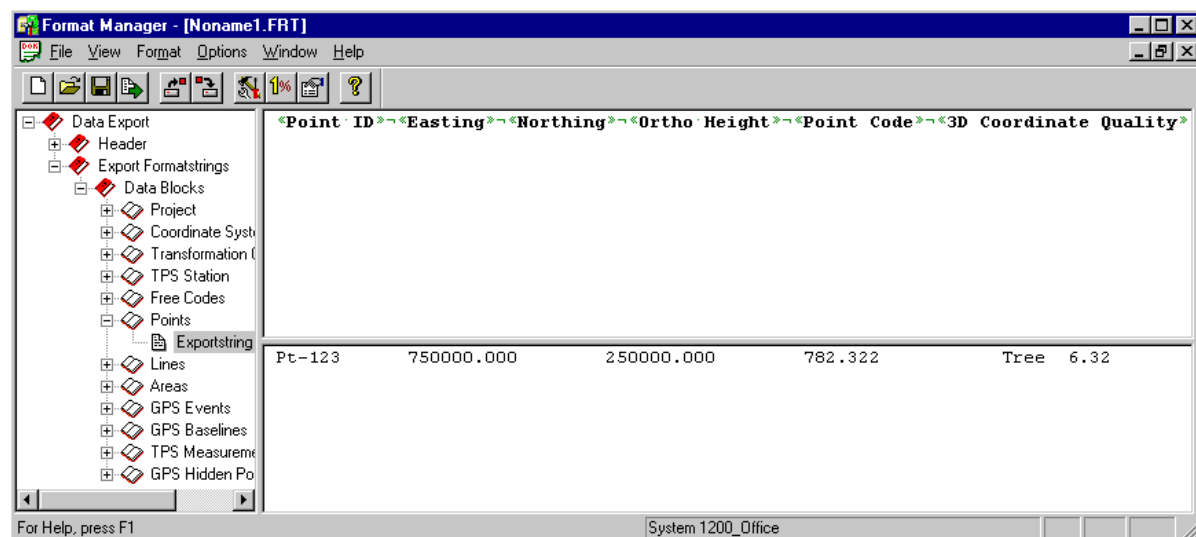 Format Manager - [Noname1.FRT]
File View Format Options Window Help
1%
Data Export
Header
Export Formatstrings
Data Blocks
Project
Coordinate Syst
Transformation
TPS Station
Free Codes
Points
Exportstring
Lines
Areas
GPS Events
GPS Baselines
TPS Measureme
GPS Hidden Po
«Point·ID»¬«Easting»¬«Northing»¬«Ortho·Height»¬«Point Code»¬«3D Coordinate Quality»
Pt-123 750000.000 250000.000 782.322 Tree 6.32
For Help, press F1
System 1200_Office